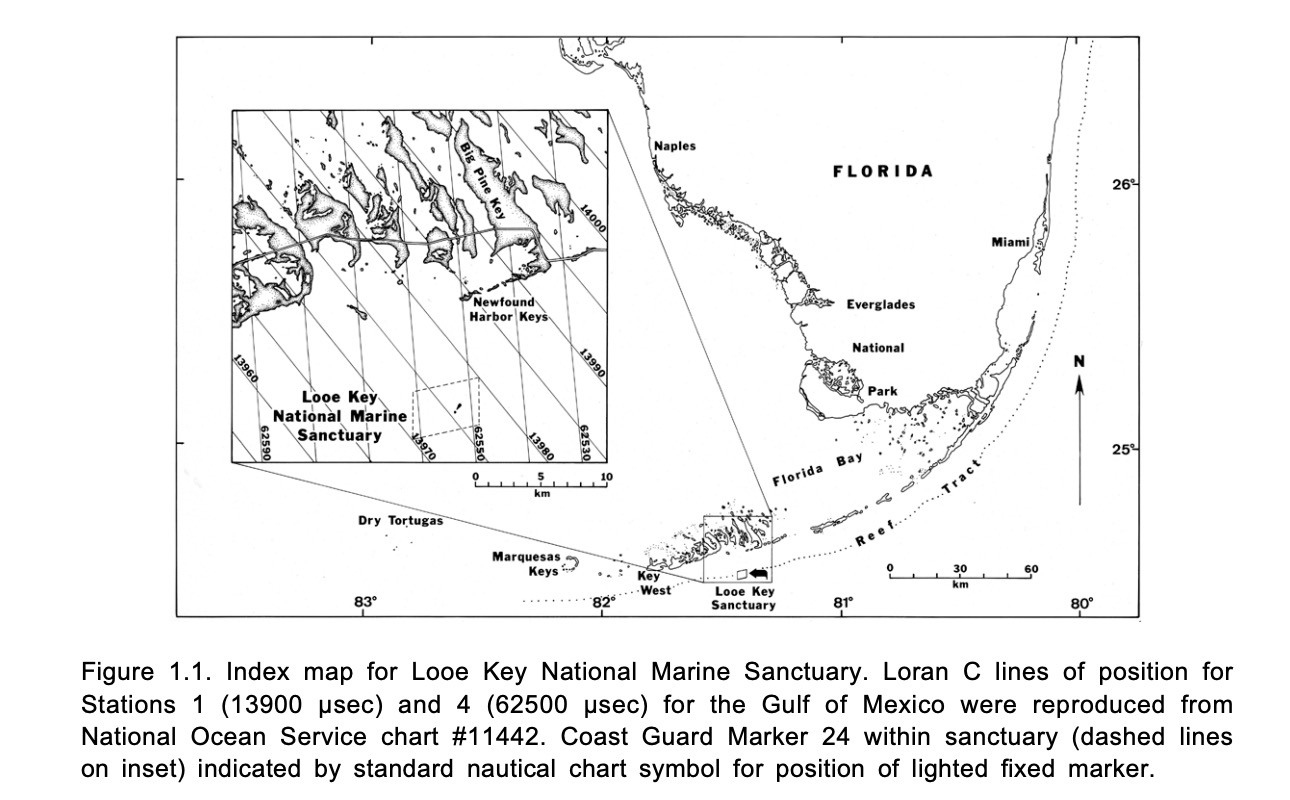 Naples
FLORIDA
26°
Big Pine Key
14000
Miami
Newfound
Harbor Keys
Everglades
National
Park
N
13960
13990
Looe Key
National Marine
Sanctuary
62590
13970
62550
13980
62530
0 5 10
km
25°
Florida Bay
Reef Tract
Dry Tortugas
Marquesas
Keys
Key
West
Looe Key
Sanctuary
0 30 60
km
83° 82° 81° 80°
Figure 1.1. Index map for Looe Key National Marine Sanctuary. Loran C lines of position for
Stations 1 (13900 µsec) and 4 (62500 µsec) for the Gulf of Mexico were reproduced from
National Ocean Service chart #11442. Coast Guard Marker 24 within sanctuary (dashed lines
on inset) indicated by standard nautical chart symbol for position of lighted fixed marker.